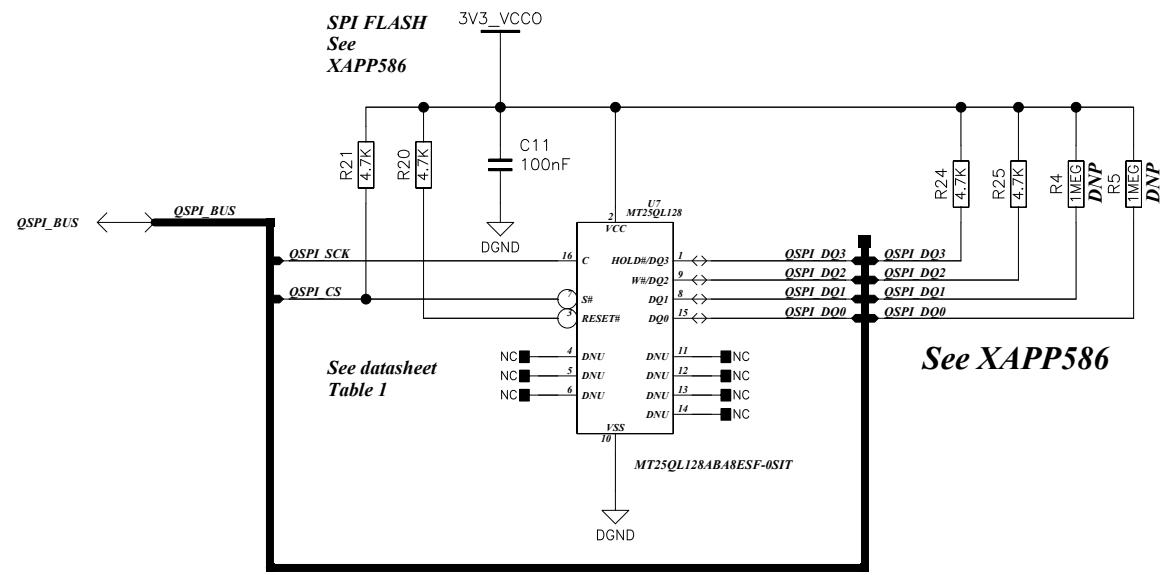 SPI FLASH
See
XAPP586
3V3_VCCO
R21
4.7K
R20
4.7K
C11
100nF
DGND
R24
4.7K
R25
4.7K
R4
1MEG
DNP
R5
1MEG
DNP
QSPI_BUS
QSPI_BUS
U7
MT25QL128
2
VCC
QSPI_SCK
16
C
HOLD#/DQ3
1
QSPI_DQ3
QSPI_DQ3
W#/DQ2
9
QSPI_DQ2
QSPI_DQ2
QSPI_CS
7
S#
DQ1
8
QSPI_DQ1
QSPI_DQ1
3
RESET#
DQ0
15
QSPI_DQ0
QSPI_DQ0
See datasheet
Table 1
NC
4
DNU
DNU
11
NC
NC
5
DNU
DNU
12
NC
NC
6
DNU
DNU
13
NC
DNU
14
NC
See XAPP586
VSS
10
MT25QL128ABA8ESF-0SIT
DGND